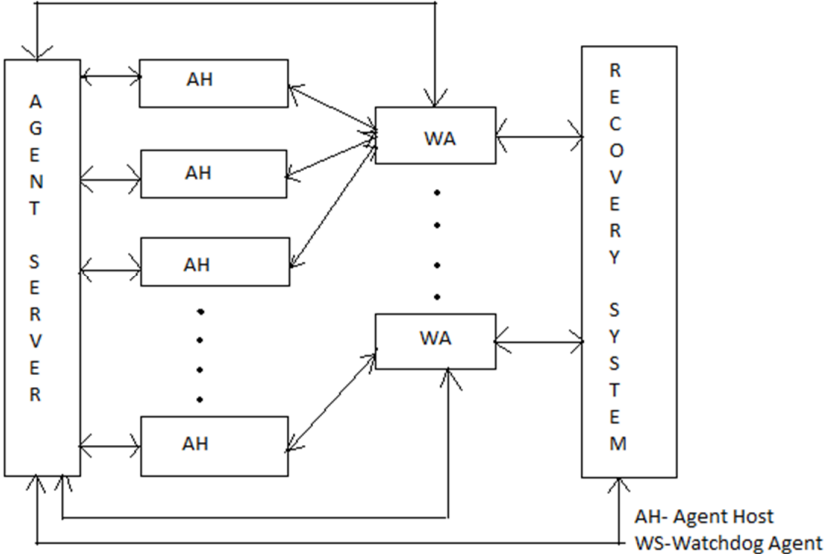 AGENT SERVER
AH
AH
AH
AH
WA
WA
RECOVERY SYSTEM
AH- Agent Host
WS-Watchdog Agent